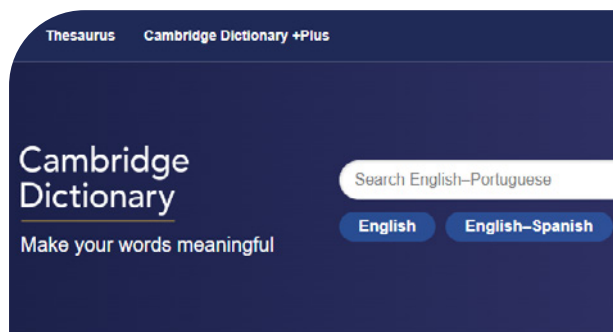 Thesaurus Cambridge Dictionary +Plus
Cambridge
Dictionary
Make your words meaningful
Search English–Portuguese
English English–Spanish